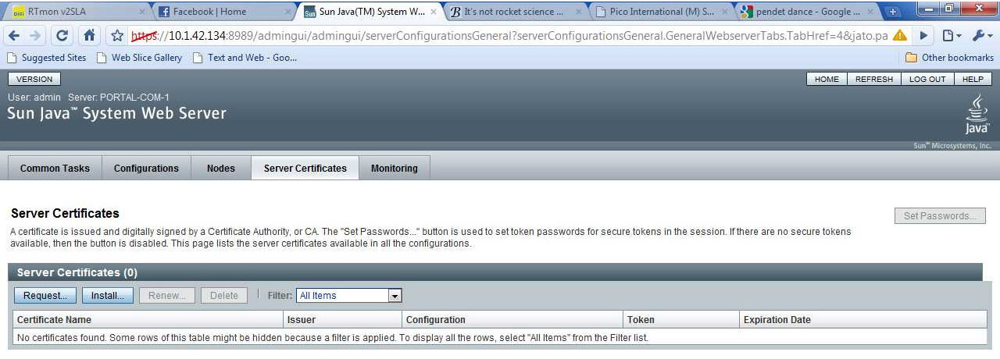 RTmon v2SLA
Facebook | Home
Sun Java(TM) System W...
It's not rocket science ...
Pico International (M) S...
pendet dance - Google ...
https://10.1.42.134:8989/admingui/admingui/serverConfigurationsGeneral?serverConfigurationsGeneral.GeneralWebserverTabs.TabHref=4&jato.pa
Suggested Sites
Web Slice Gallery
Text and Web - Goo...
Other bookmarks
VERSION
HOME
REFRESH
LOG OUT
HELP
User: admin Server: PORTAL-COM-1
Sun Java™ System Web Server
Java™
Sun™ Microsystems, Inc.
Common Tasks
Configurations
Nodes
Server Certificates
Monitoring
Server Certificates
Set Passwords...
A certificate is issued and digitally signed by a Certificate Authority, or CA. The "Set Passwords..." button is used to set token passwords for secure tokens in the session. If there are no secure tokens
available, then the button is disabled. This page lists the server certificates available in all the configurations.
Server Certificates (0)
Request...
Install...
Renew...
Delete
Filter:
All Items
Certificate Name
Issuer
Configuration
Token
Expiration Date
No certificates found. Some rows of this table might be hidden because a filter is applied. To display all the rows, select "All Items" from the Filter list.